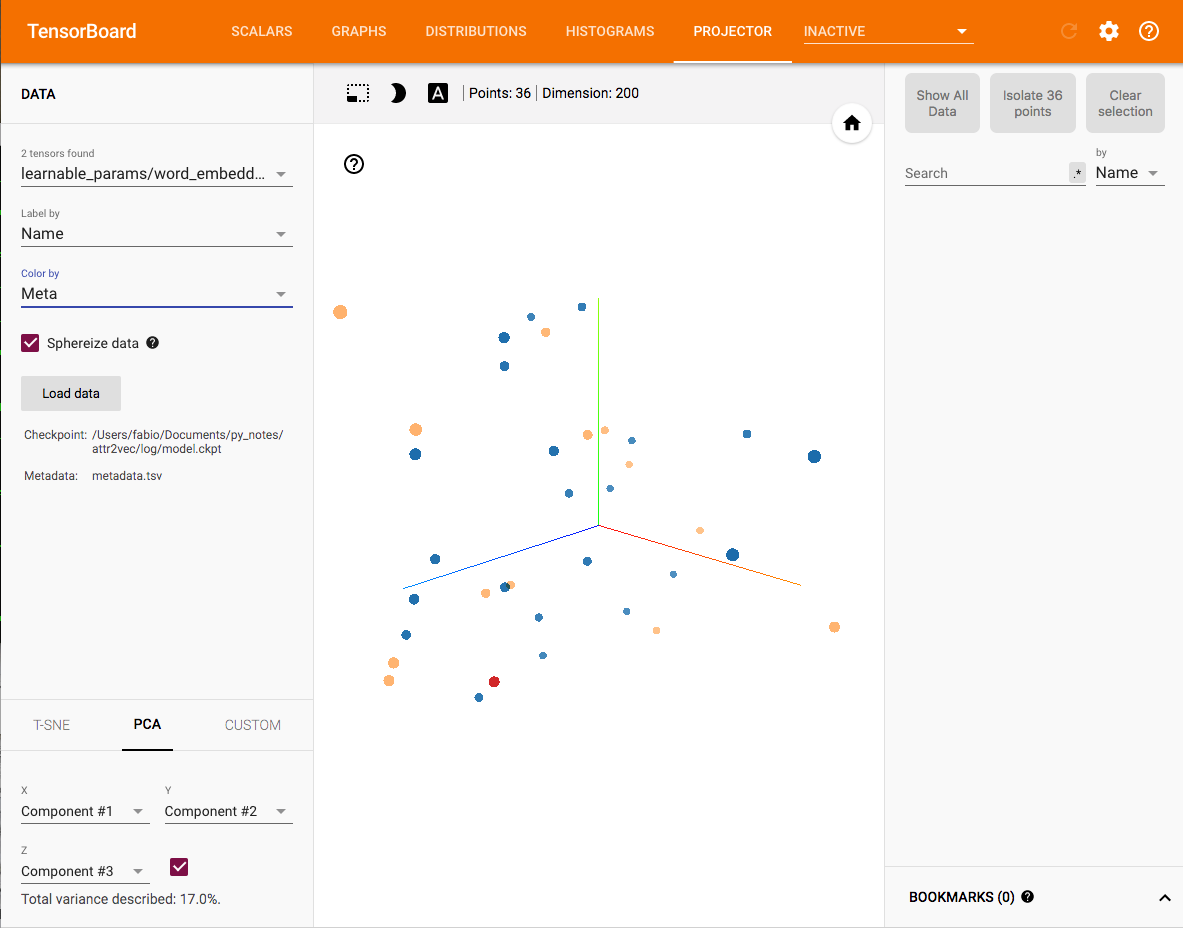 TensorBoard
SCALARS
GRAPHS
DISTRIBUTIONS
HISTOGRAMS
PROJECTOR
INACTIVE
DATA
2 tensors found
learnable_params/word_embedd...
Label by
Name
Color by
Meta
Sphereize data
Load data
Checkpoint: /Users/fabio/Documents/py_notes/
attr2vec/log/model.ckpt
Metadata: metadata.tsv
T-SNE
PCA
CUSTOM
X
Y
Component #1
Component #2
Z
Component #3
Total variance described: 17.0%.
A
Points: 36
Dimension: 200
Show All
Data
Isolate 36
points
Clear
selection
Search
.*
by
Name
BOOKMARKS (0)